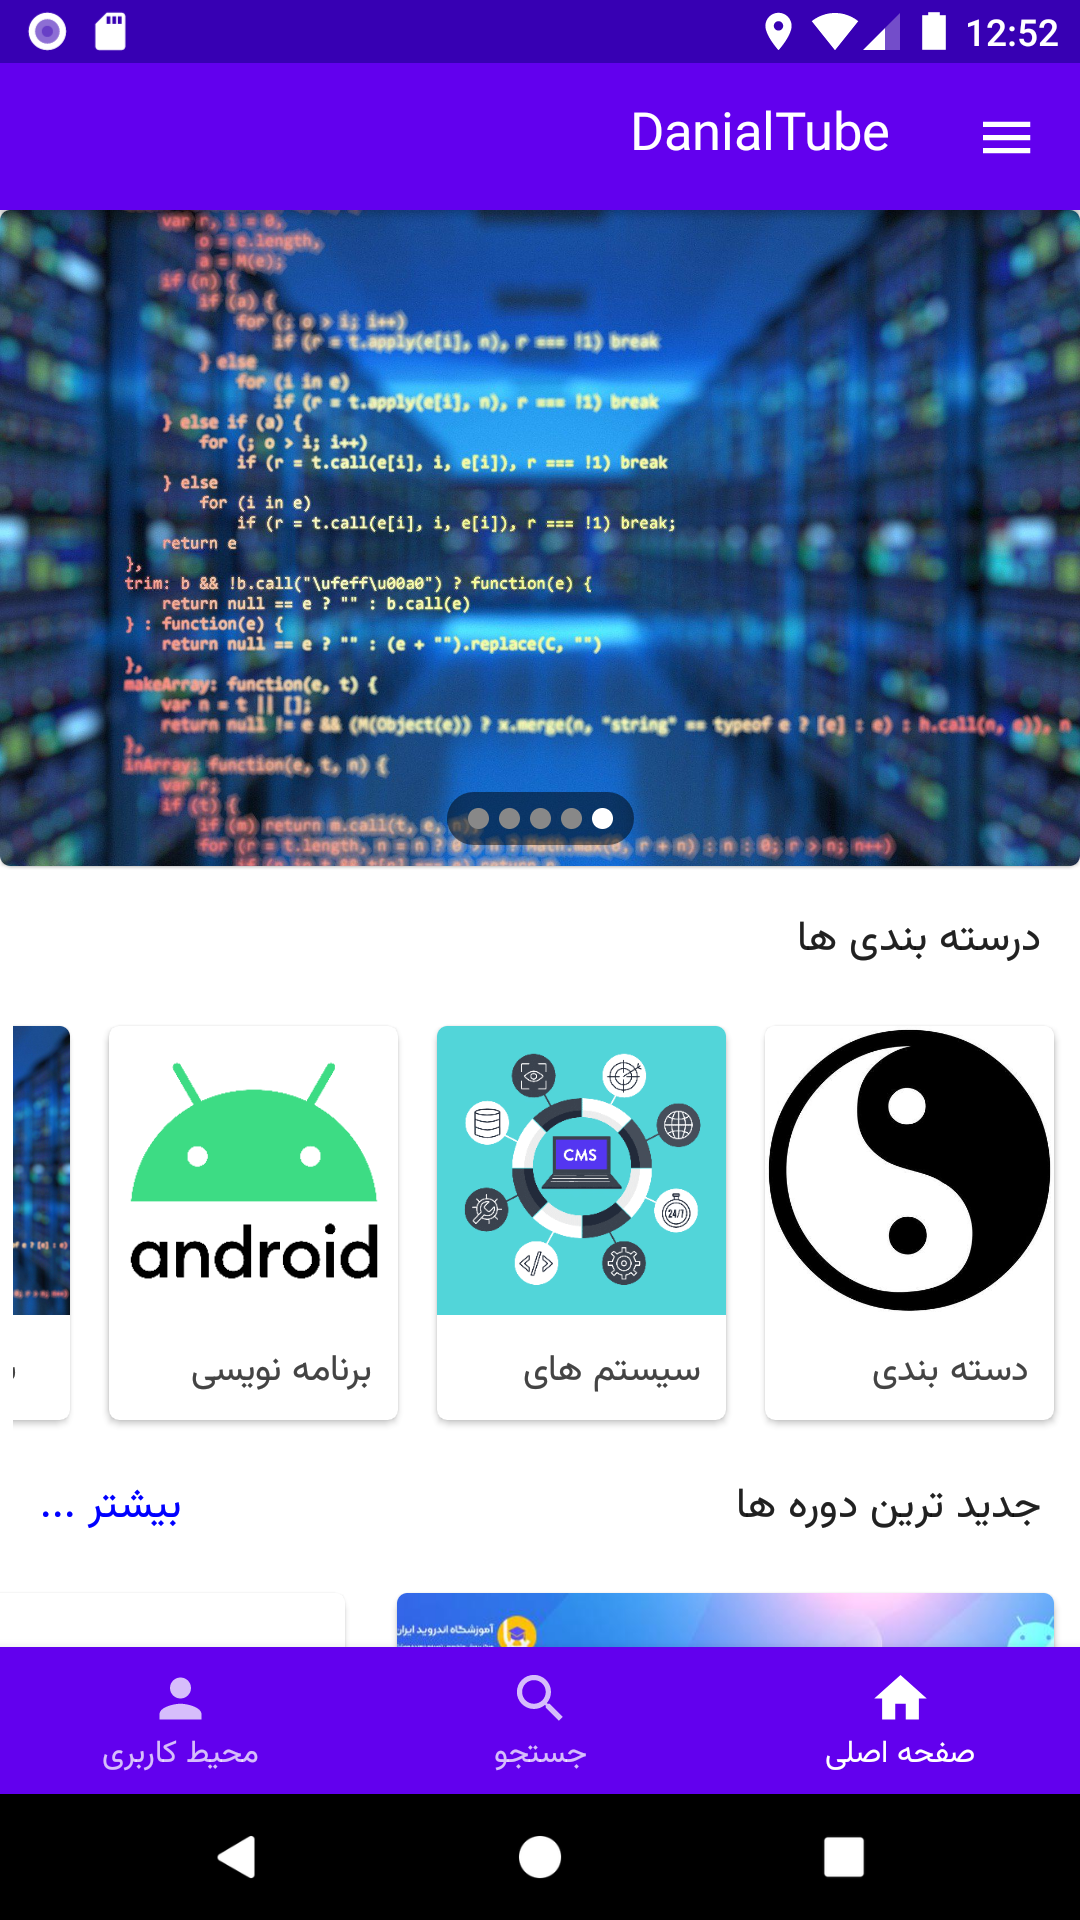 12:52
DanialTube
var r, i = 0,
o = e.length,
a = M(e);
if (n) {
if (a) {
for (; o > i; i++)
if (r = t.apply(e[i], n), r === !1) break
} else
for (i in e)
if (r = t.apply(e[i], n), r === !1) break
} else if (a) {
for (; o > i; i++)
if (r = t.call(e[i], i, e[i]), r === !1) break
} else
for (i in e)
if (r = t.call(e[i], i, e[i]), r === !1) break;
return e
},
trim: b && !b.call("\ufeff\u00a0") ? function(e) {
return null == e ? "" : b.call(e)
} : function(e) {
return null == e ? "" : (e + "").replace(C, "")
},
makeArray: function(e, t) {
var n = t || [];
return null != e && (M(Object(e)) ? x.merge(n, "string" == typeof e ? [e] : e) : h.call(n, e)), n
},
inArray: function(e, t, n) {
var r;
if (t) {
if (m) return m.call(t, e, n);
for (r = t.length, n = n ? 0 > n ? Math.max(0, r + n) : n : 0; r > n; n++)
درسته بندی ها
CMS
24/7
android
دسته بندی
سیستم های
برنامه نویسی
جدید ترین دوره ها
بیشتر ...
آموزشگاه اندروید ایران
صفحه اصلی
جستجو
محیط کاربری